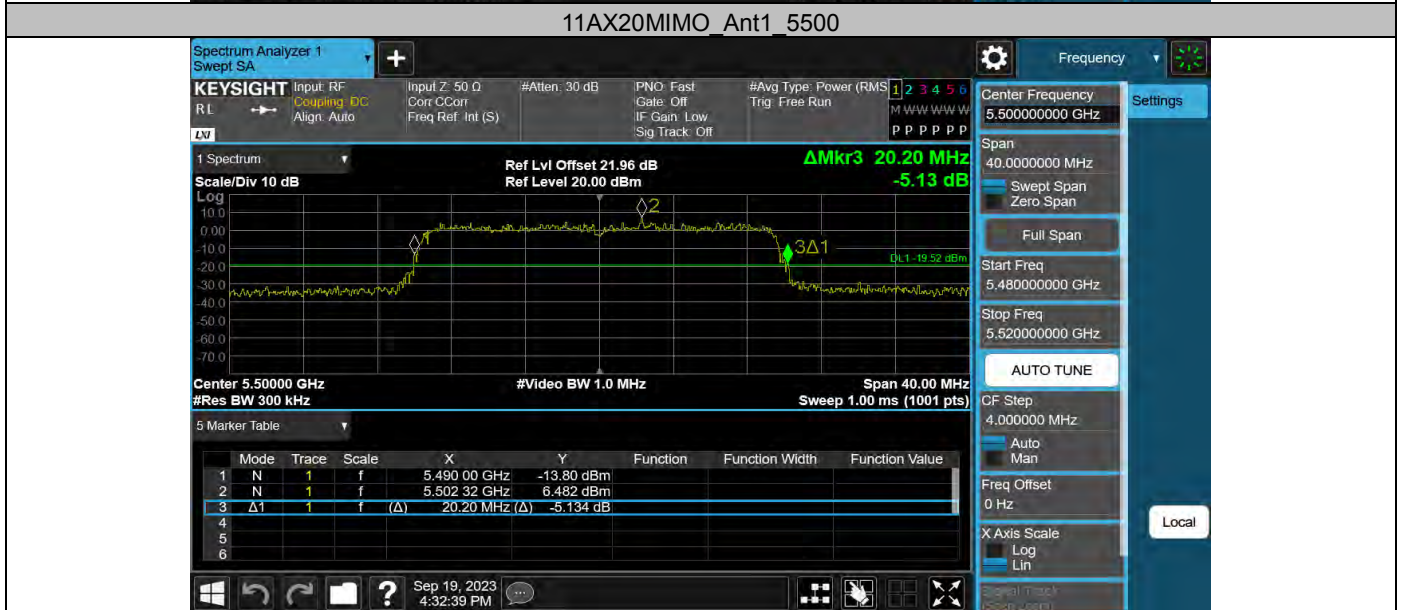 11AX20MIMO_Ant1_5500
Spectrum Analyzer 1
Swept SA
+
Frequency
KEYSIGHT
RL
LXI
Input: RF
Coupling: DC
Align: Auto
Input Z: 50 Ω
Corr CCorr
Freq Ref: Int (S)
#Atten: 30 dB
PNO: Fast
Gate: Off
IF Gain: Low
Sig Track: Off
#Avg Type: Power (RMS
Trig: Free Run
1 2 3 4 5 6
M W W W W W
P P P P P P
Center Frequency
5.500000000 GHz
Settings
Span
40.0000000 MHz
Swept Span
Zero Span
Full Span
Start Freq
5.480000000 GHz
Stop Freq
5.520000000 GHz
AUTO TUNE
CF Step
4.000000 MHz
Auto
Man
Freq Offset
0 Hz
X Axis Scale
Log
Lin
Local
1 Spectrum
Scale/Div 10 dB
Ref Lvl Offset 21.96 dB
Ref Level 20.00 dBm
ΔMkr3 20.20 MHz
-5.13 dB
Log
10.0
0.00
-10.0
-20.0
-30.0
-40.0
-50.0
-60.0
-70.0
2
3Δ1
DL1 -19.52 dBm
Center 5.50000 GHz
#Video BW 1.0 MHz
Span 40.00 MHz
#Res BW 300 kHz
Sweep 1.00 ms (1001 pts)
5 Marker Table
Mode Trace Scale X Y Function Function Width Function Value
1 N 1 f 5.490 00 GHz -13.80 dBm
2 N 1 f 5.502 32 GHz 6.482 dBm
3 Δ1 1 f (Δ) 20.20 MHz (Δ) -5.134 dB
4
5
6
?
Sep 19, 2023
4:32:39 PM